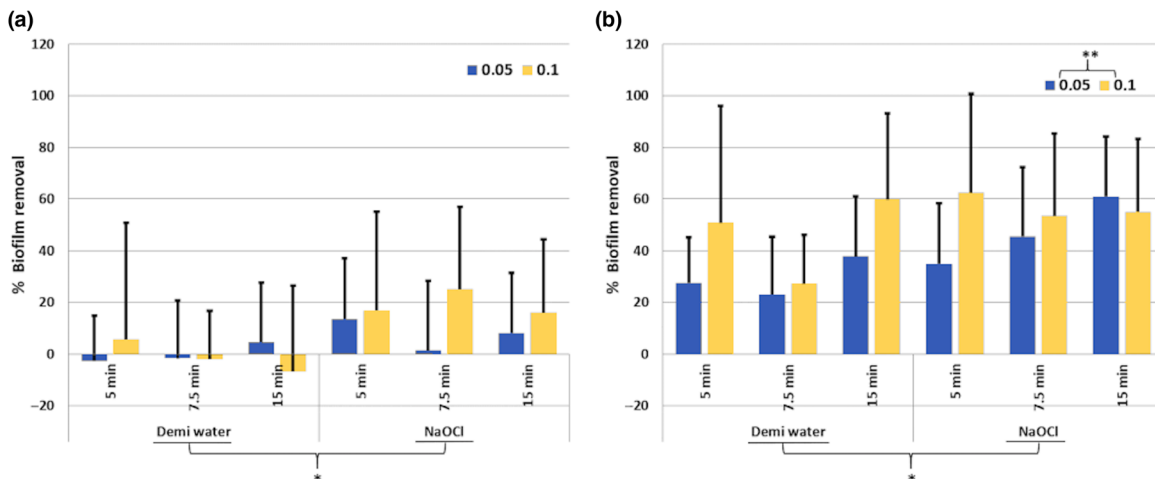 (a)
120
100
80
60
40
20
0
−20
% Biofilm removal
0.05 0.1
5 min
7.5 min
15 min
5 min
7.5 min
15 min
Demi water
NaOCl
*
(b)
120
100
80
60
40
20
0
−20
% Biofilm removal
**
0.05 0.1
5 min
7.5 min
15 min
5 min
7.5 min
15 min
Demi water
NaOCl
*